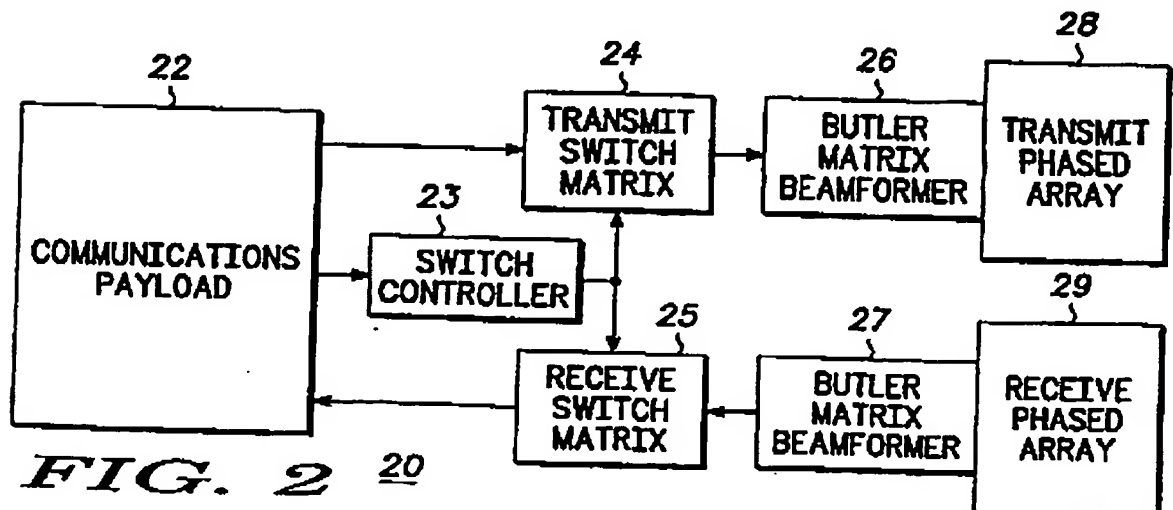 22
COMMUNICATIONS
PAYLOAD
23
SWITCH
CONTROLLER
24
TRANSMIT
SWITCH
MATRIX
26
BUTLER
MATRIX
BEAMFORMER
28
TRANSMIT
PHASED
ARRAY
25
RECEIVE
SWITCH
MATRIX
27
BUTLER
MATRIX
BEAMFORMER
29
RECEIVE
PHASED
ARRAY
FIG. 2 20